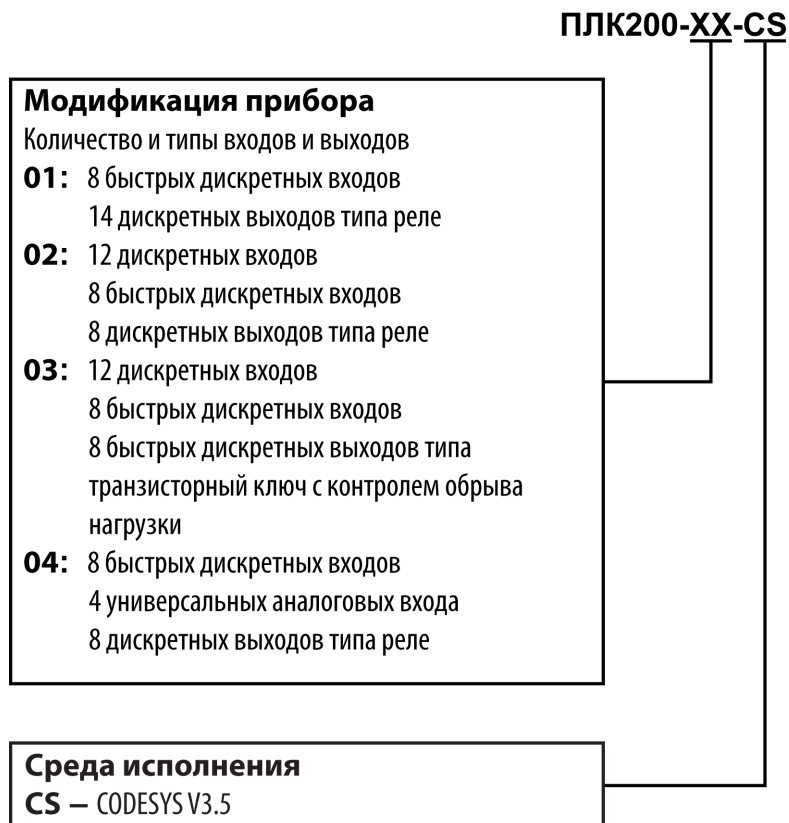 ПЛК200-XX-CS
Модификация прибора
Количество и типы входов и выходов
01: 8 быстрых дискретных входов
14 дискретных выходов типа реле
02: 12 дискретных входов
8 быстрых дискретных входов
8 дискретных выходов типа реле
03: 12 дискретных входов
8 быстрых дискретных входов
8 быстрых дискретных выходов типа
транзисторный ключ с контролем обрыва
нагрузки
04: 8 быстрых дискретных входов
4 универсальных аналоговых входа
8 дискретных выходов типа реле
Среда исполнения
CS – CODESYS V3.5